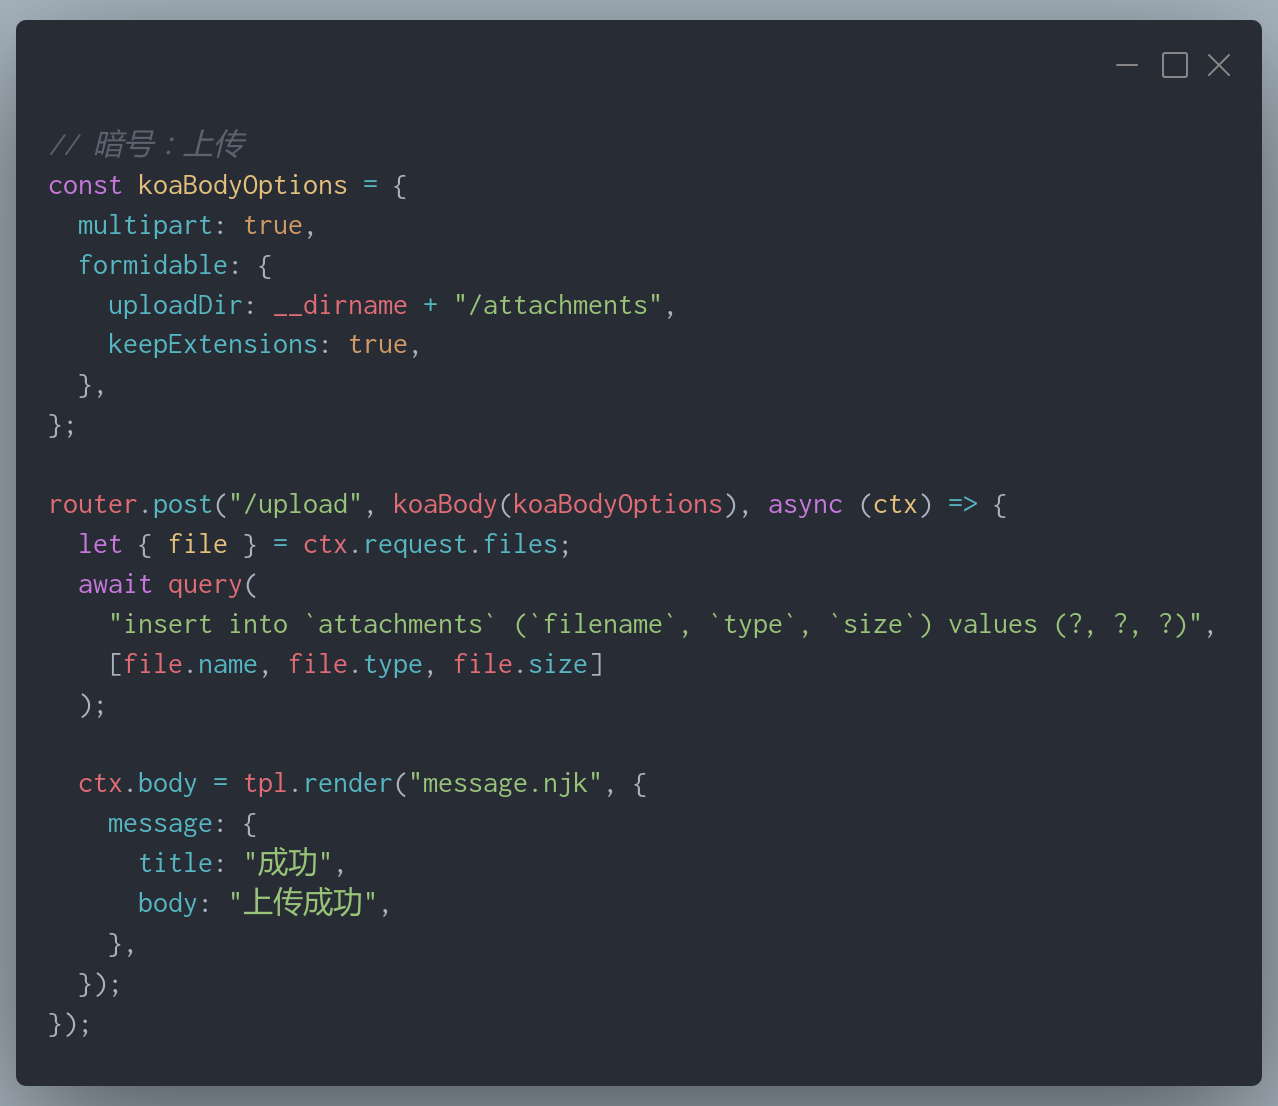 // 暗号：上传
const koaBodyOptions = {
  multipart: true,
  formidable: {
    uploadDir: __dirname + "/attachments",
    keepExtensions: true,
  },
};

router.post("/upload", koaBody(koaBodyOptions), async (ctx) => {
  let { file } = ctx.request.files;
  await query(
    "insert into `attachments` (`filename`, `type`, `size`) values (?, ?, ?)",
    [file.name, file.type, file.size]
  );

  ctx.body = tpl.render("message.njk", {
    message: {
      title: "成功",
      body: "上传成功",
    },
  });
});